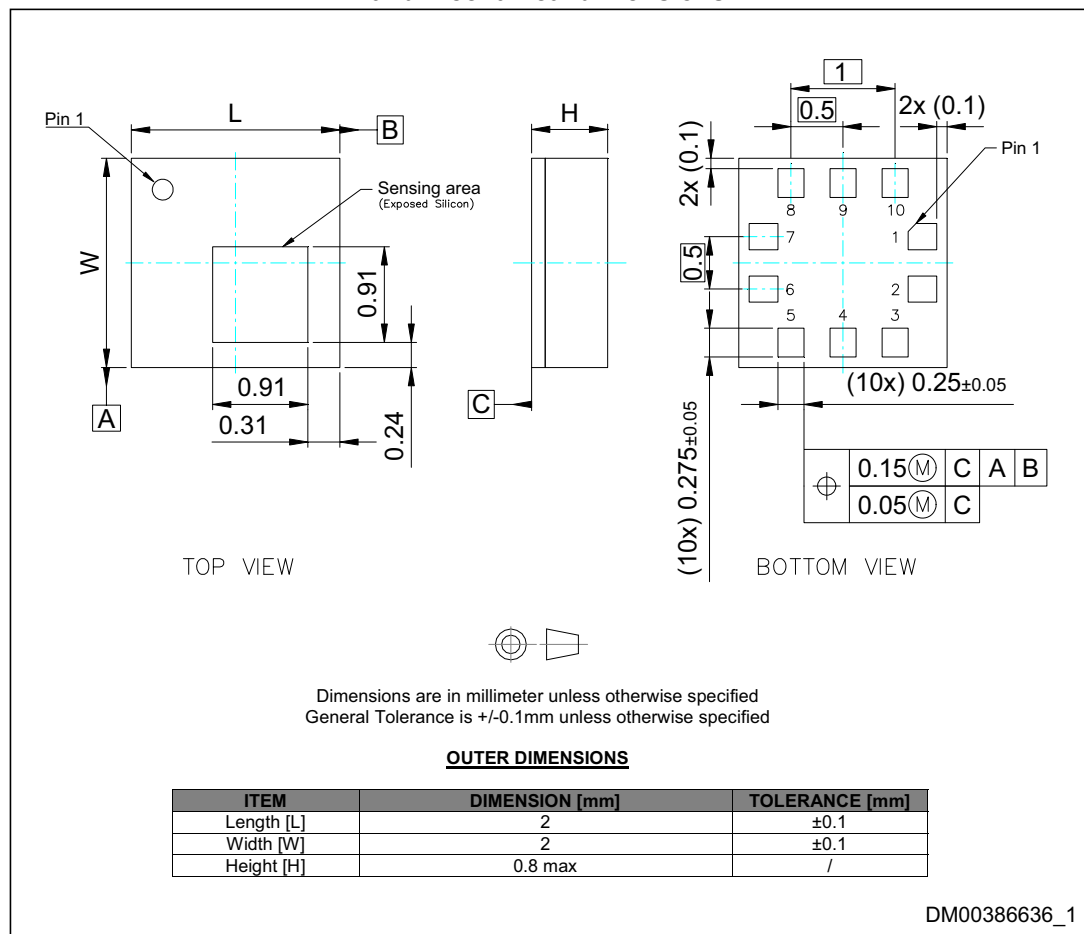 Pin 1
L
B
W
Sensing area
(Exposed Silicon)
0.91
0.91
0.31
0.24
A
TOP VIEW
H
C
1
0.5
2x (0.1)
2x (0.1)
Pin 1
8 9 10
7 1
0.5
6 2
5 4 3
(10x) 0.25±0.05
(10x) 0.275±0.05
0.15Ⓜ C A B
0.05Ⓜ C
BOTTOM VIEW
Dimensions are in millimeter unless otherwise specified
General Tolerance is +/-0.1mm unless otherwise specified
OUTER DIMENSIONS
ITEM DIMENSION [mm] TOLERANCE [mm]
Length [L] 2 ±0.1
Width [W] 2 ±0.1
Height [H] 0.8 max /
DM00386636_1